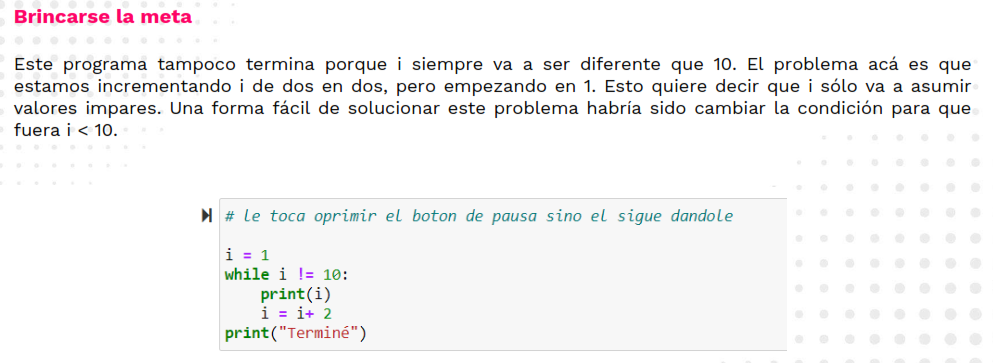 Brincarse la meta
Este programa tampoco termina porque i siempre va a ser diferente que 10. El problema acá es que
estamos incrementando i de dos en dos, pero empezando en 1. Esto quiere decir que i sólo va a asumir
valores impares. Una forma fácil de solucionar este problema habría sido cambiar la condición para que
fuera i < 10.
# le toca oprimir el boton de pausa sino el sigue dandole
i = 1
while i != 10:
    print(i)
    i = i+ 2
print("Terminé")